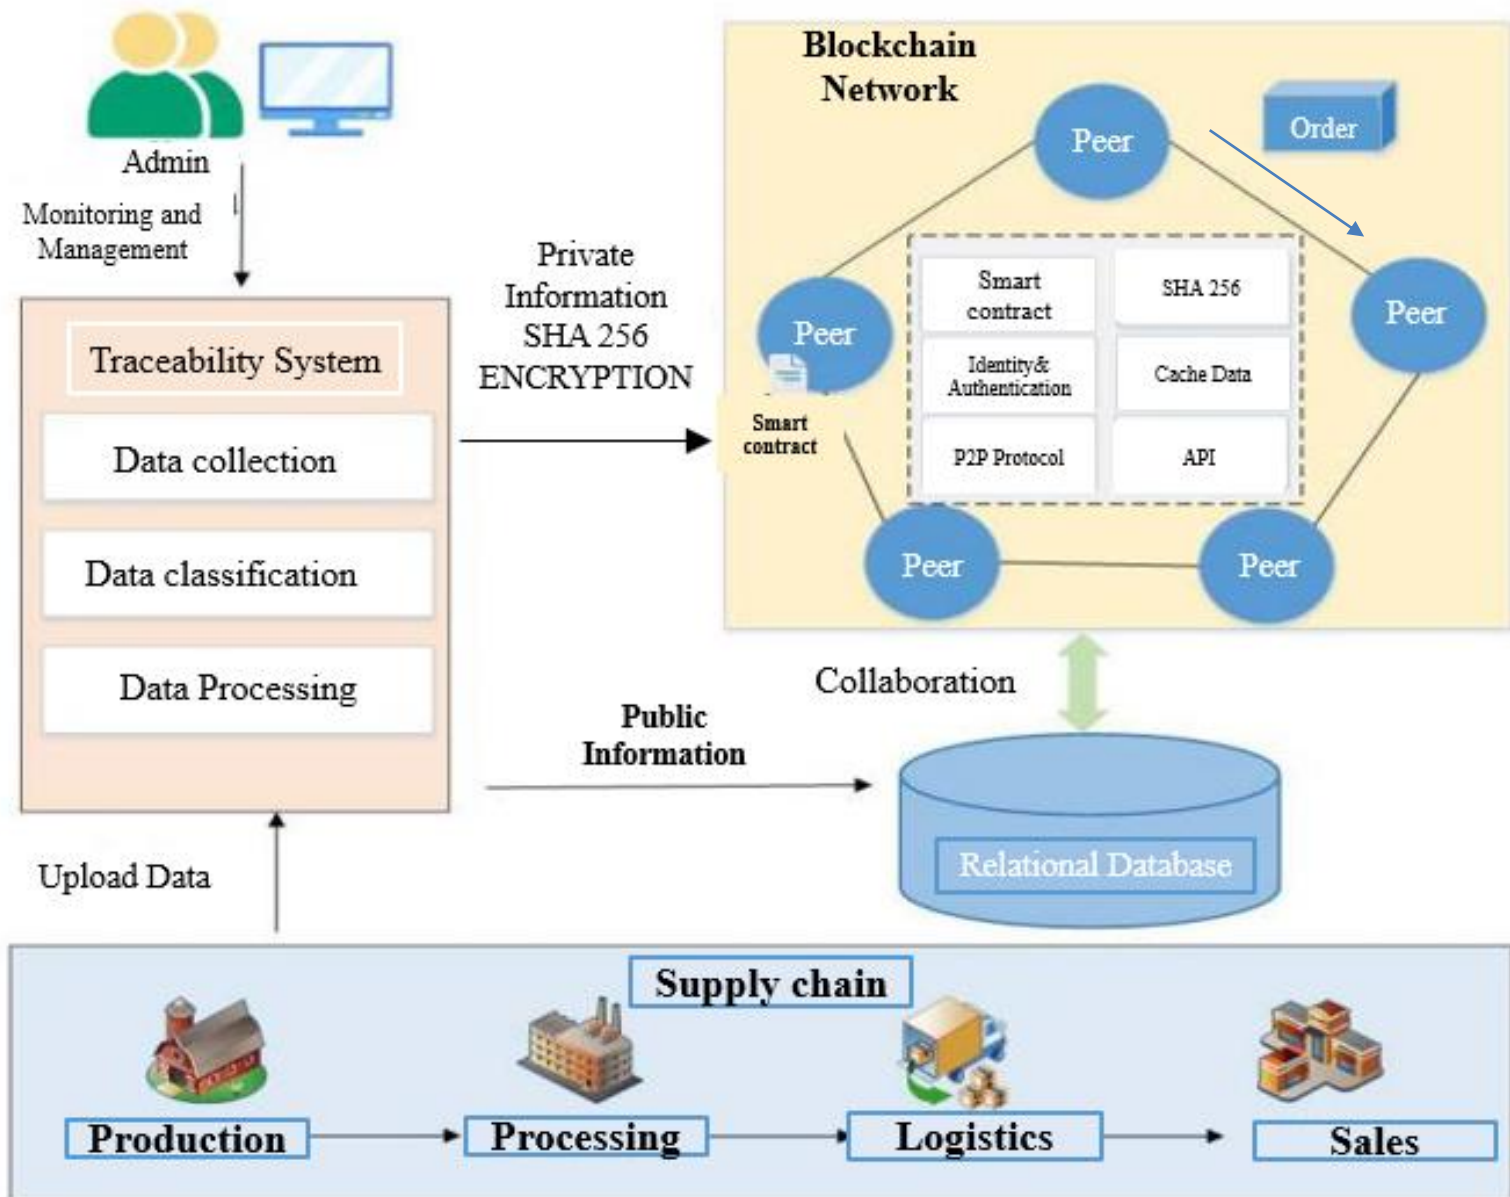 Blockchain
Network
Peer
Order
Admin
Monitoring and
Management
Private
Information
SHA 256
ENCRYPTION
Traceability System
Data collection
Data classification
Data Processing
Peer
Smart
contract
Smart
contract
SHA 256
Identity&
Authentication
Cache Data
P2P Protocol
API
Peer
Peer
Peer
Collaboration
Public
Information
Relational Database
Upload Data
Supply chain
Production
Processing
Logistics
Sales